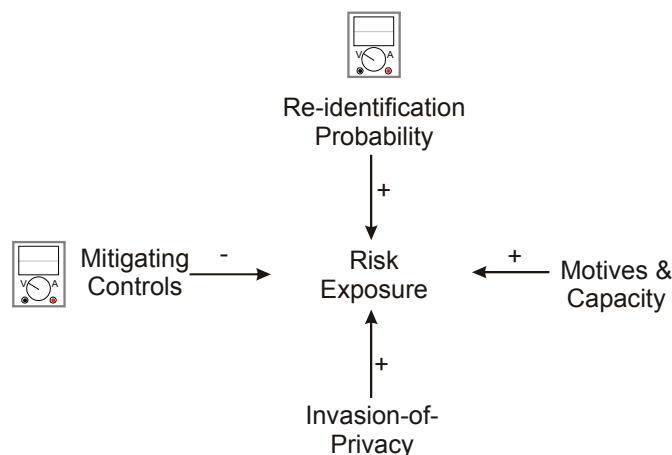 V A
Re-identification
Probability
+
V A
Mitigating
Controls
-
Risk
Exposure
+
Motives &
Capacity
+
Invasion-of-
Privacy